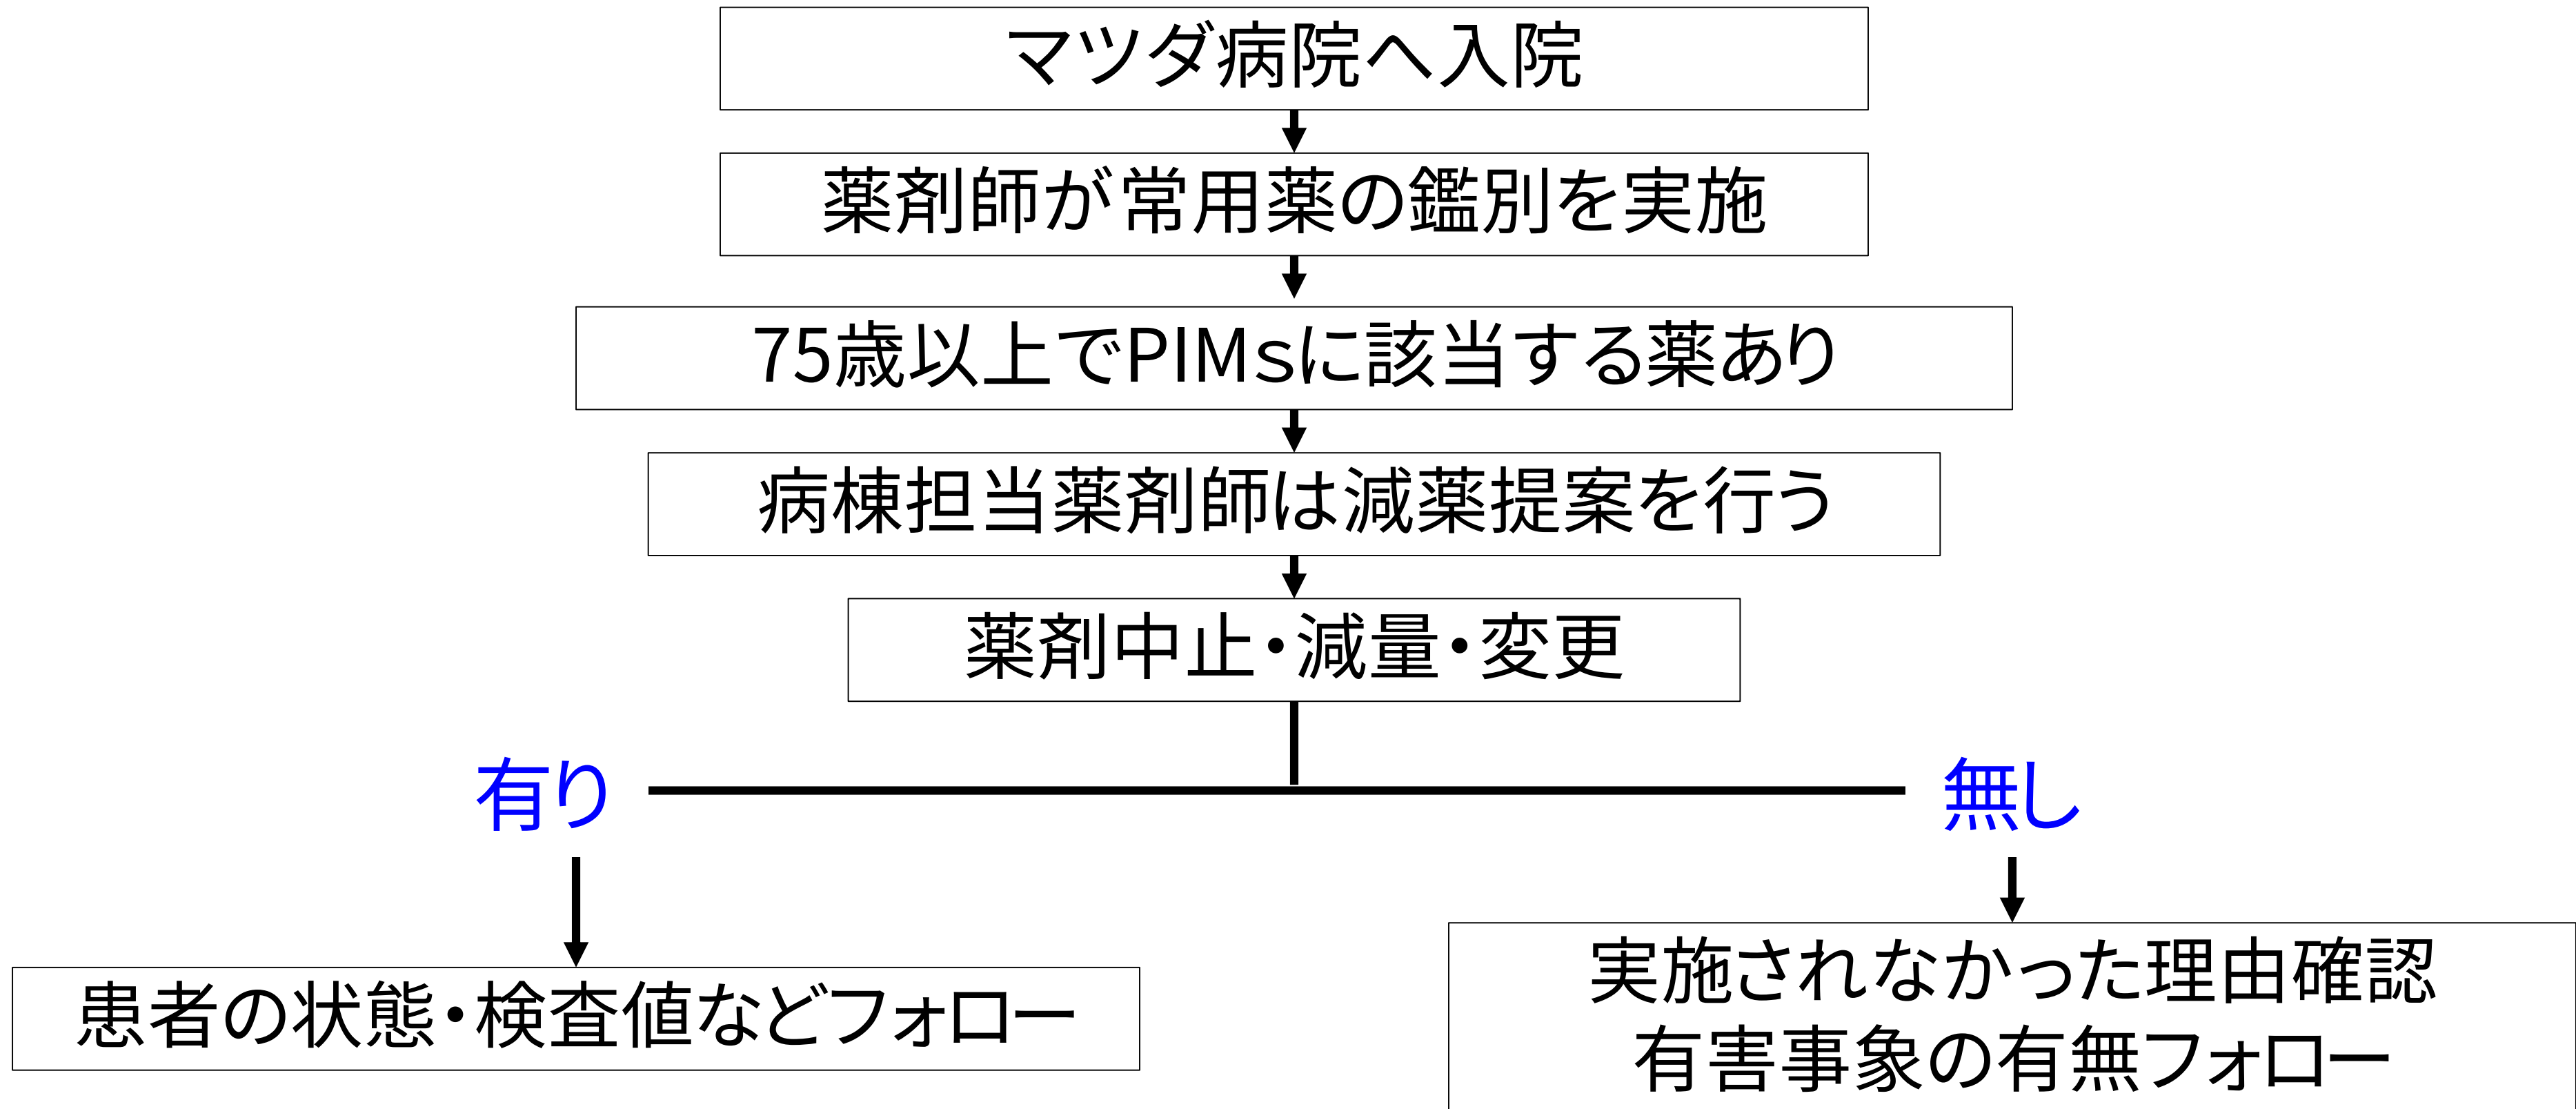 マツダ病院へ入院
薬剤師が常用薬の鑑別を実施
75歳以上でPIMsに該当する薬あり
病棟担当薬剤師は減薬提案を行う
薬剤中止・減量・変更
有り
無し
患者の状態・検査値などフォロー
実施されなかった理由確認
有害事象の有無フォロー